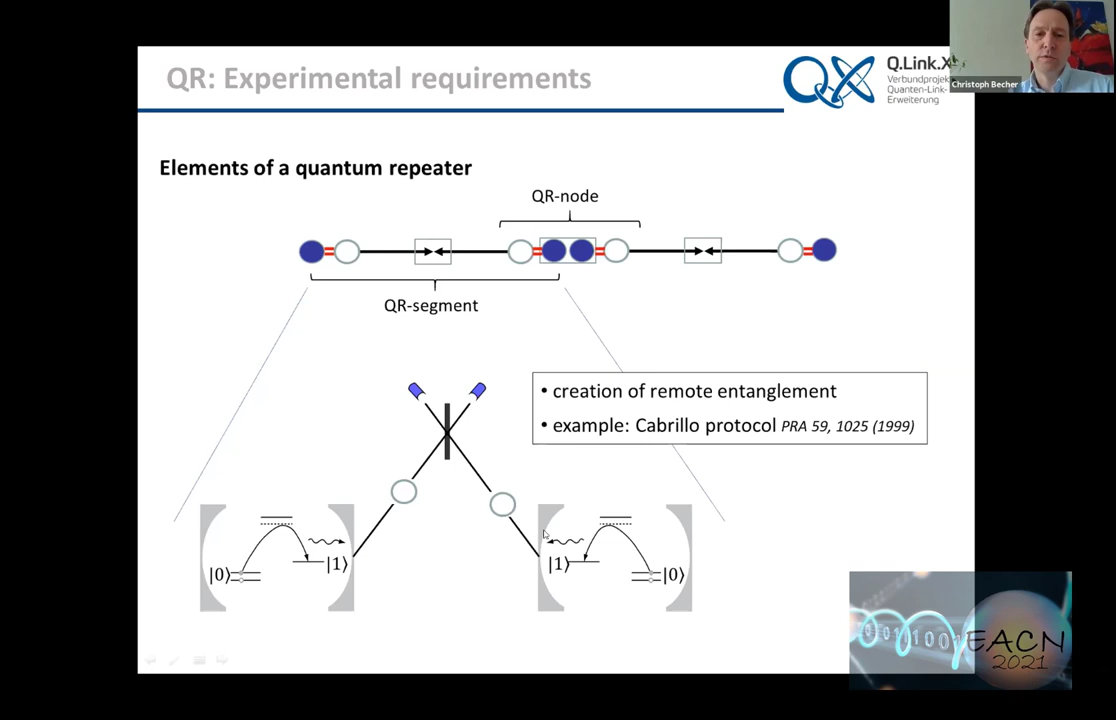 QR: Experimental requirements
Q.Link.X
Verbundprojekt
Quanten-Link-
Erweiterung
Christoph Becher
Elements of a quantum repeater
QR-node
QR-segment
• creation of remote entanglement
• example: Cabrillo protocol PRA 59, 1025 (1999)
|0⟩ |1⟩ |1⟩ |0⟩
EACN
2021